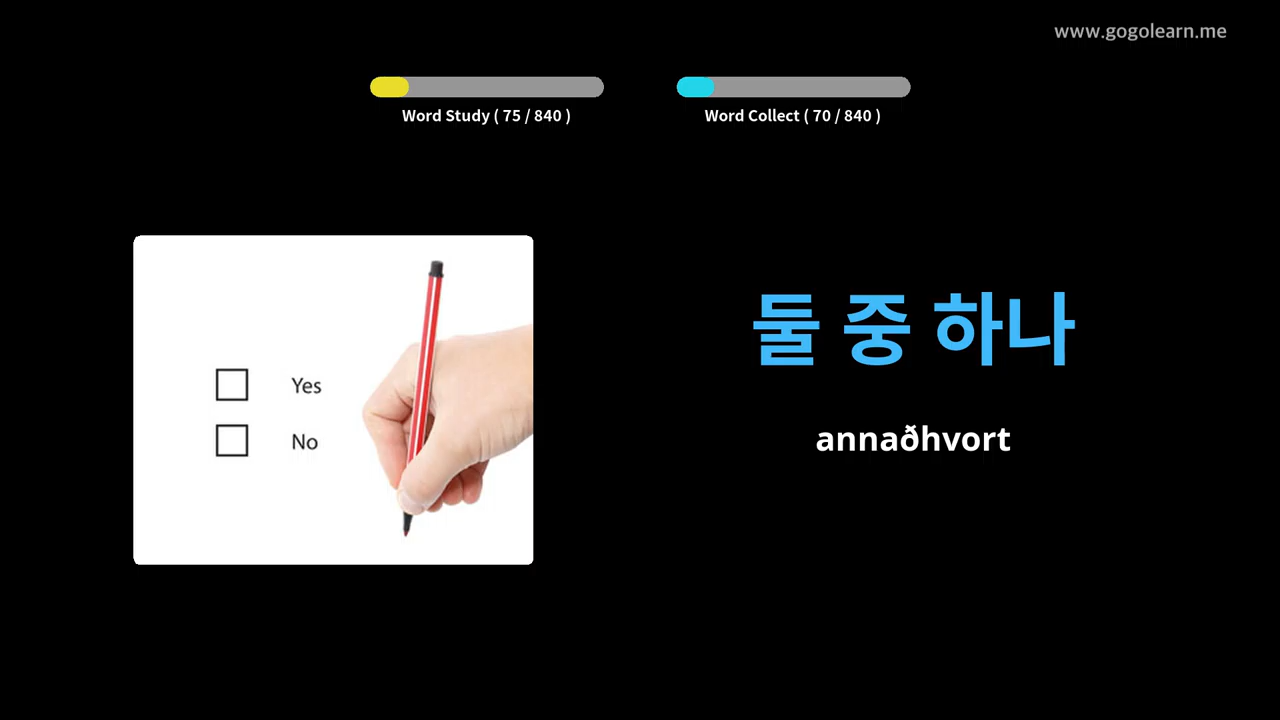 www.gogolearn.me
Word Study ( 75 / 840 )
Word Collect ( 70 / 840 )
Yes
No
둘 중 하나
annaðhvort